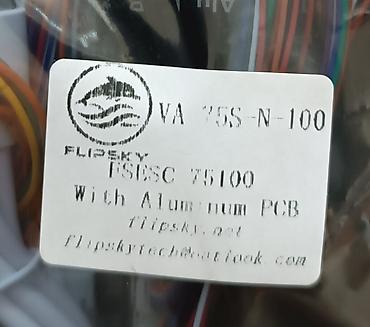 VA 75S-N-100
FLIPSKY
FSESC 75100
With Aluminum PCB
flipsky.net
flipskytech@outlook.com